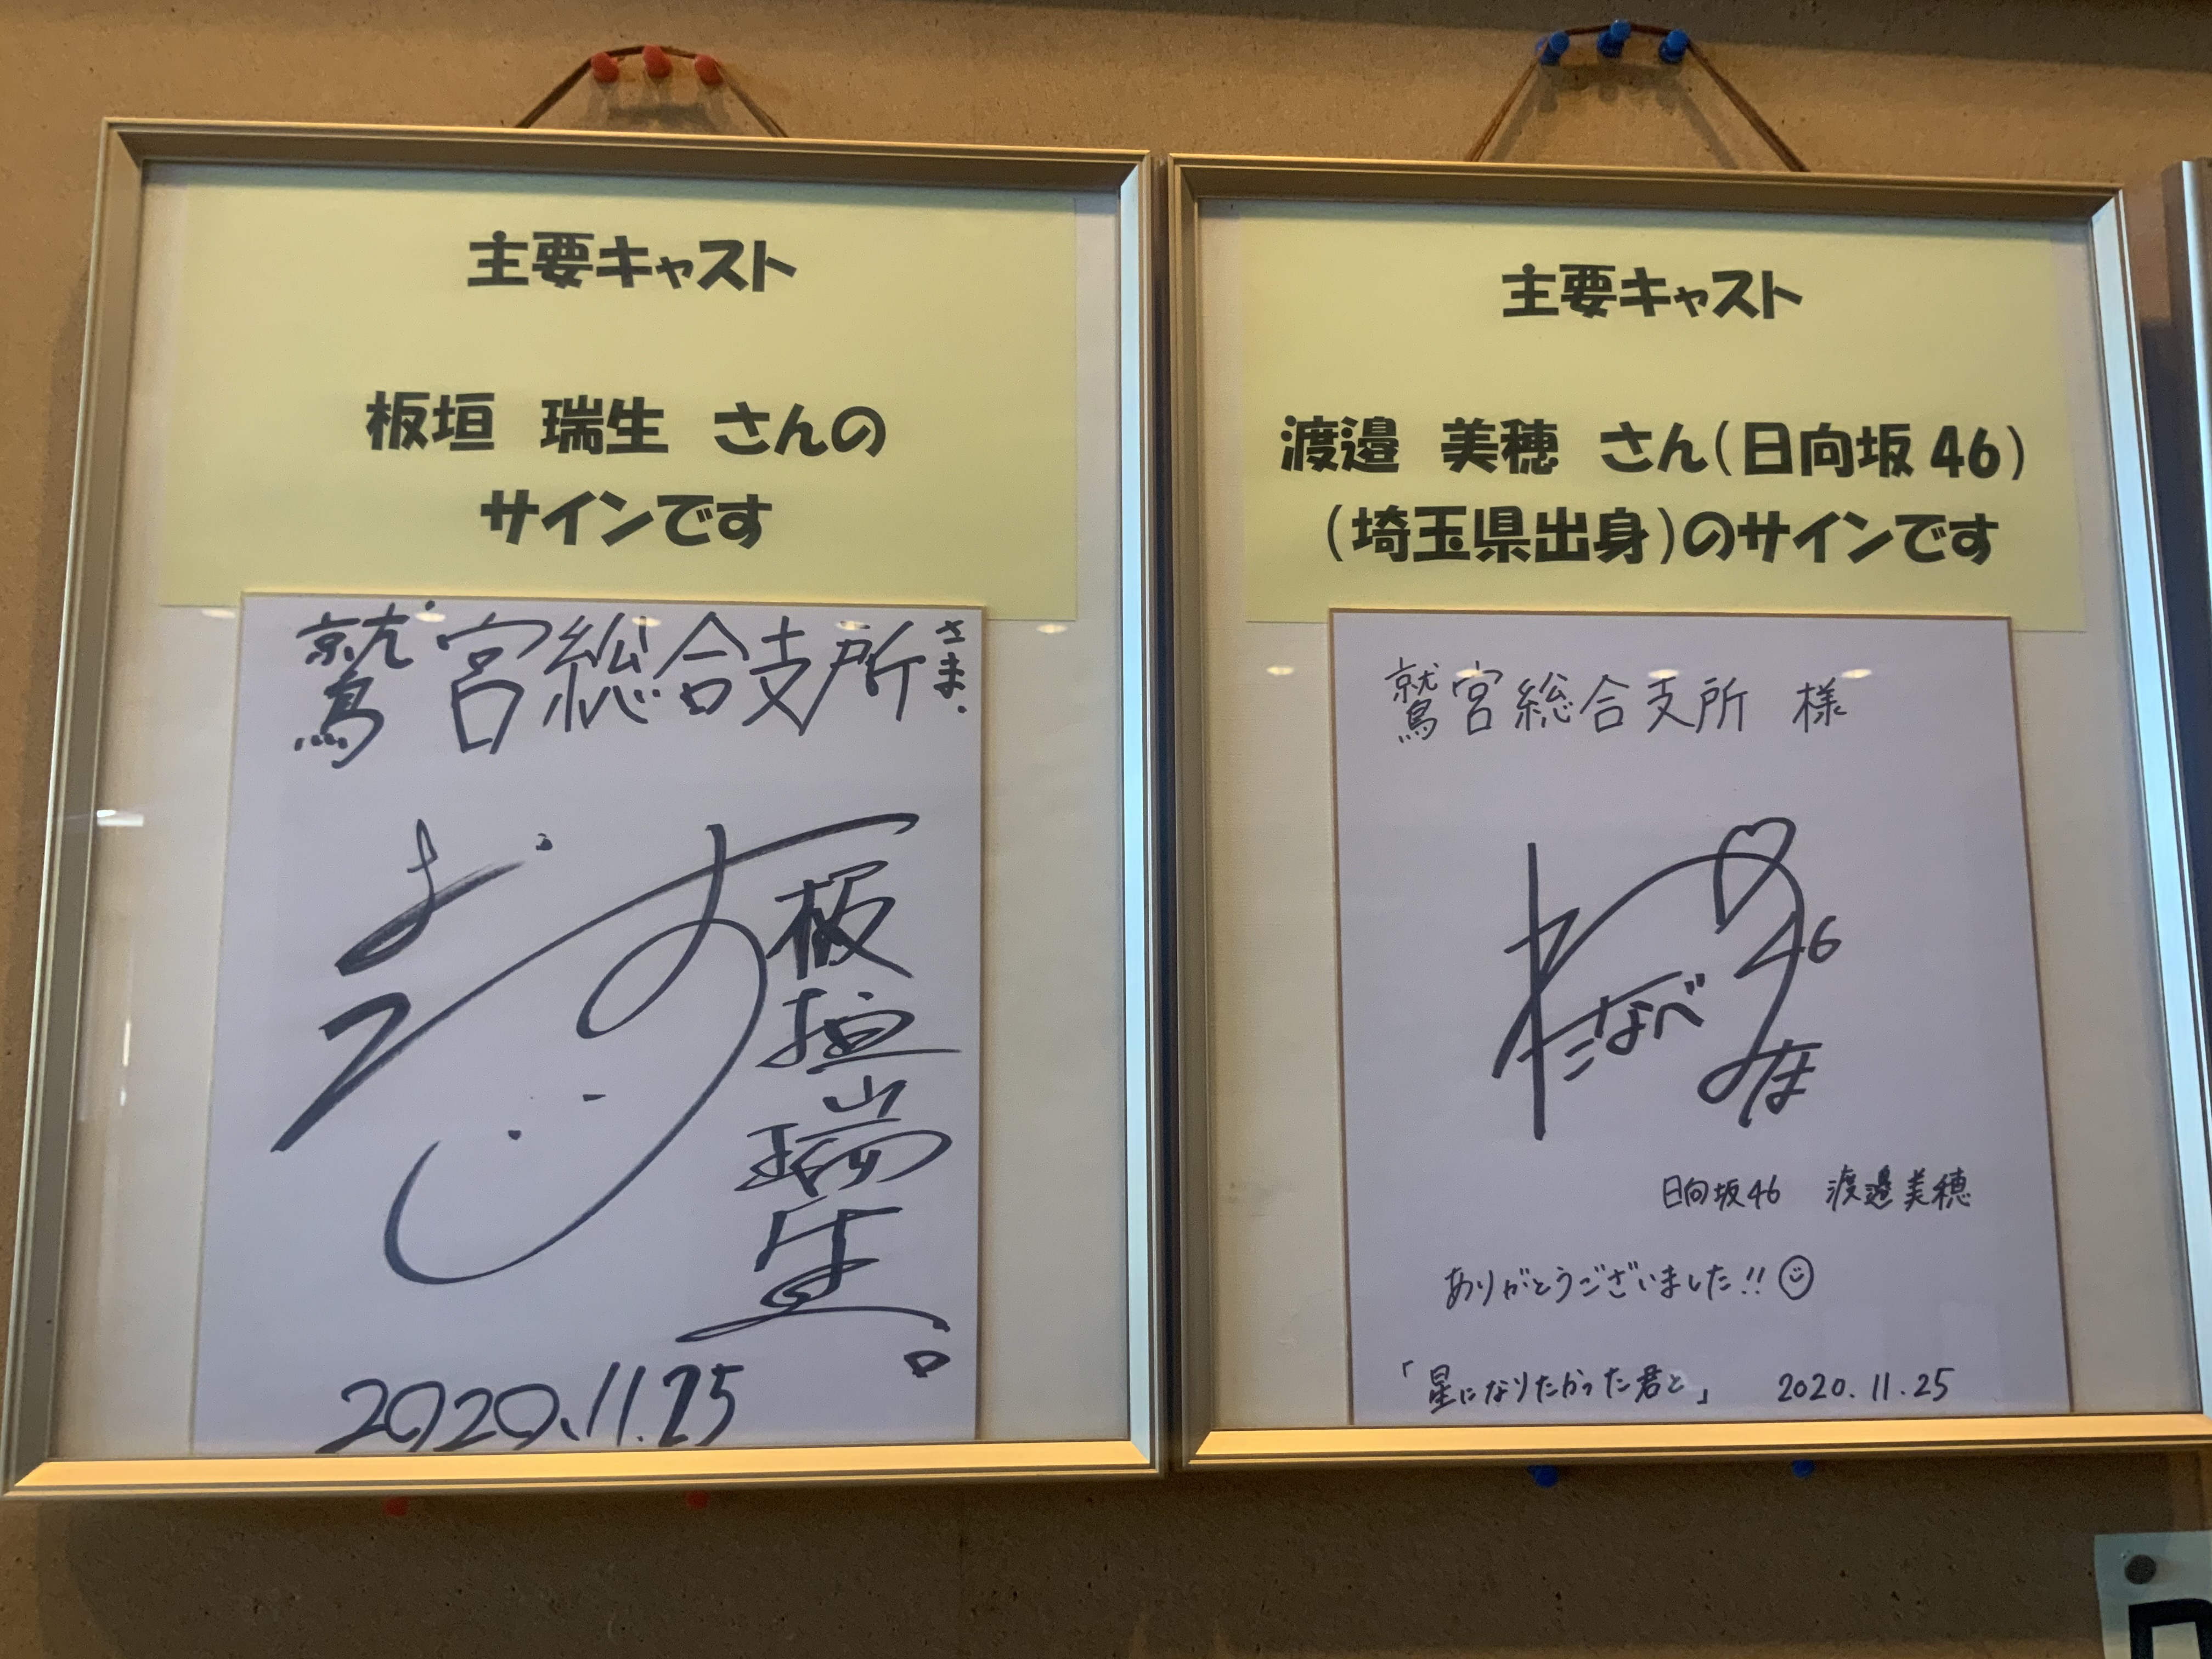 主要キャスト
板垣 瑞生 さんの
サインです
鷲宮総合支所さま.
板垣瑞生。
2020.11.25
主要キャスト
渡邉 美穂 さん(日向坂46)
(埼玉県出身)のサインです
鷲宮総合支所 様
わたなべ
46
みほ
日向坂46 渡邉美穂
ありがとうございました!!
「星になりたかった君と」 2020.11.25